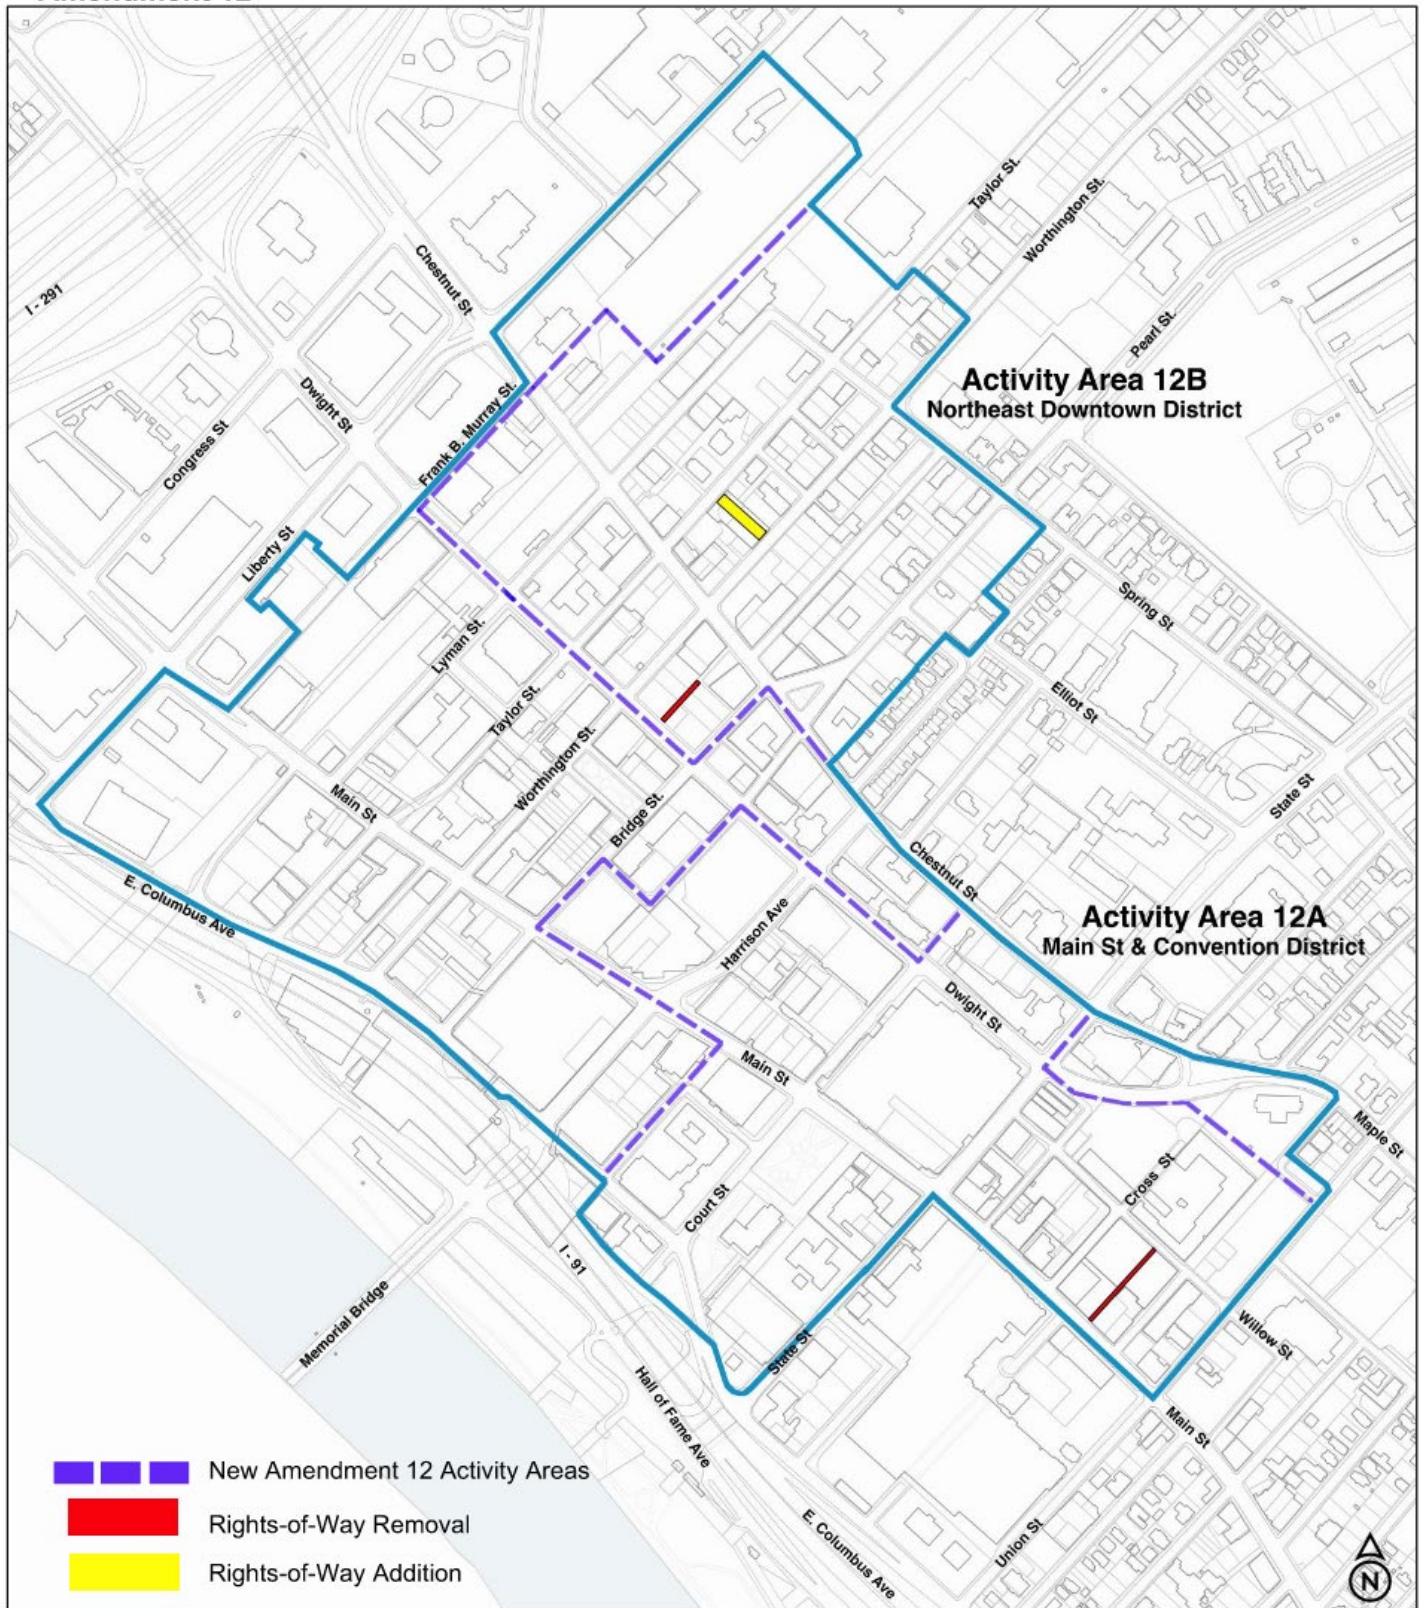 Amendment 12
Taylor St.
Worthington St.
Chestnut St
I - 291
Pearl St.
Activity Area 12B
Northeast Downtown District
Dwight St
Frank B. Murray St.
Congress St
Liberty St
Spring St
Lyman St.
Elliot St
Taylor St.
Worthington St.
State St
Main St
Bridge St.
Chestnut St
E. Columbus Ave
Activity Area 12A
Main St & Convention District
Harrison Ave
Dwight St
Main St
Maple St
Cross St
Court St
I - 91
Memorial Bridge
State St
Willow St
Hall of Fame Ave
Main St
New Amendment 12 Activity Areas
Rights-of-Way Removal
Rights-of-Way Addition
E. Columbus Ave
Union St
N